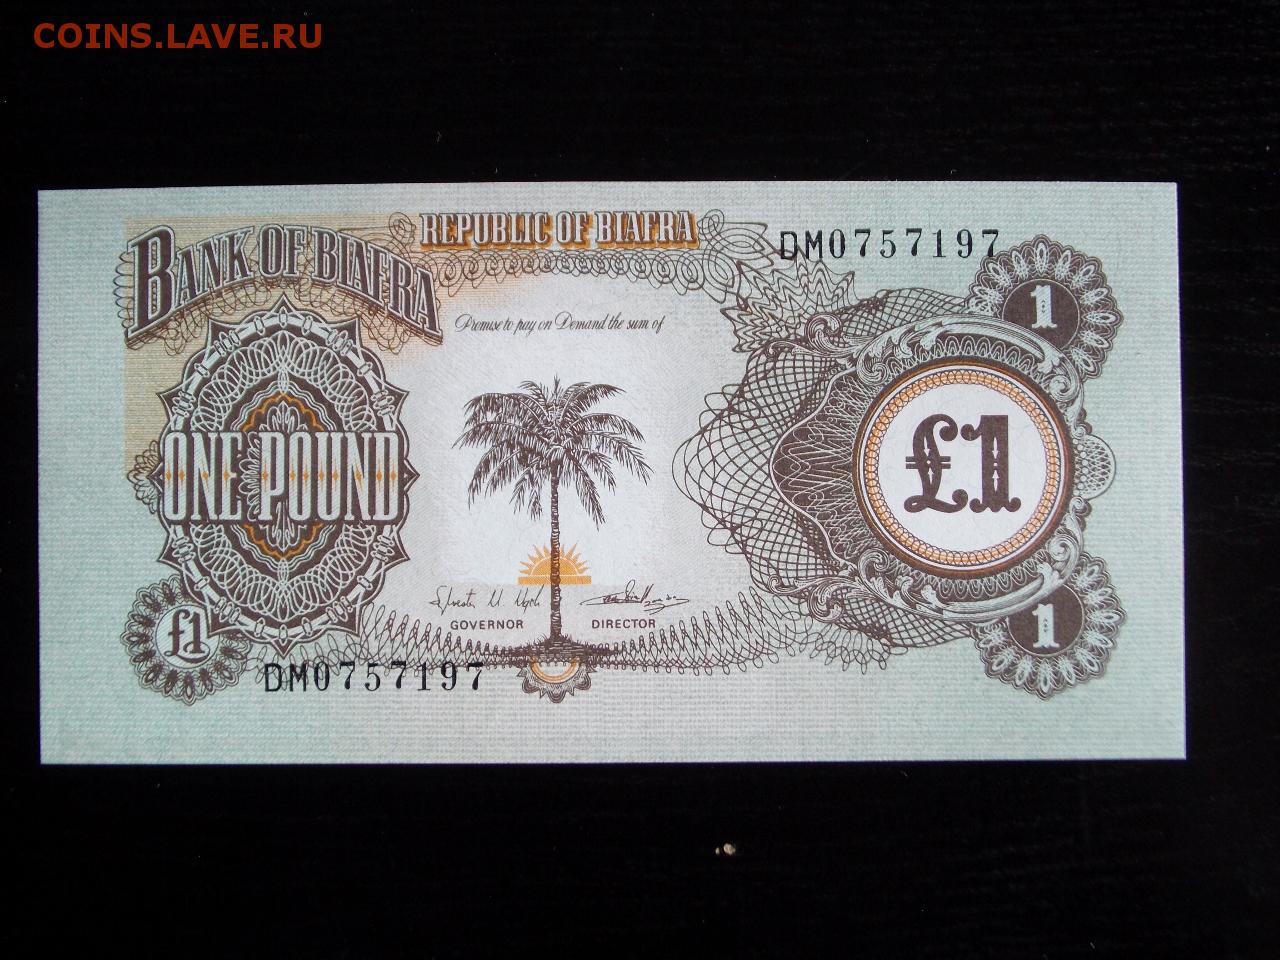 COINS.LAVE.RU
REPUBLIC OF BIAFRA
BANK OF BIAFRA
DM0757197
1
Promise to pay on Demand the sum of
ONE POUND
£1
GOVERNOR DIRECTOR
£1
1
DM0757197